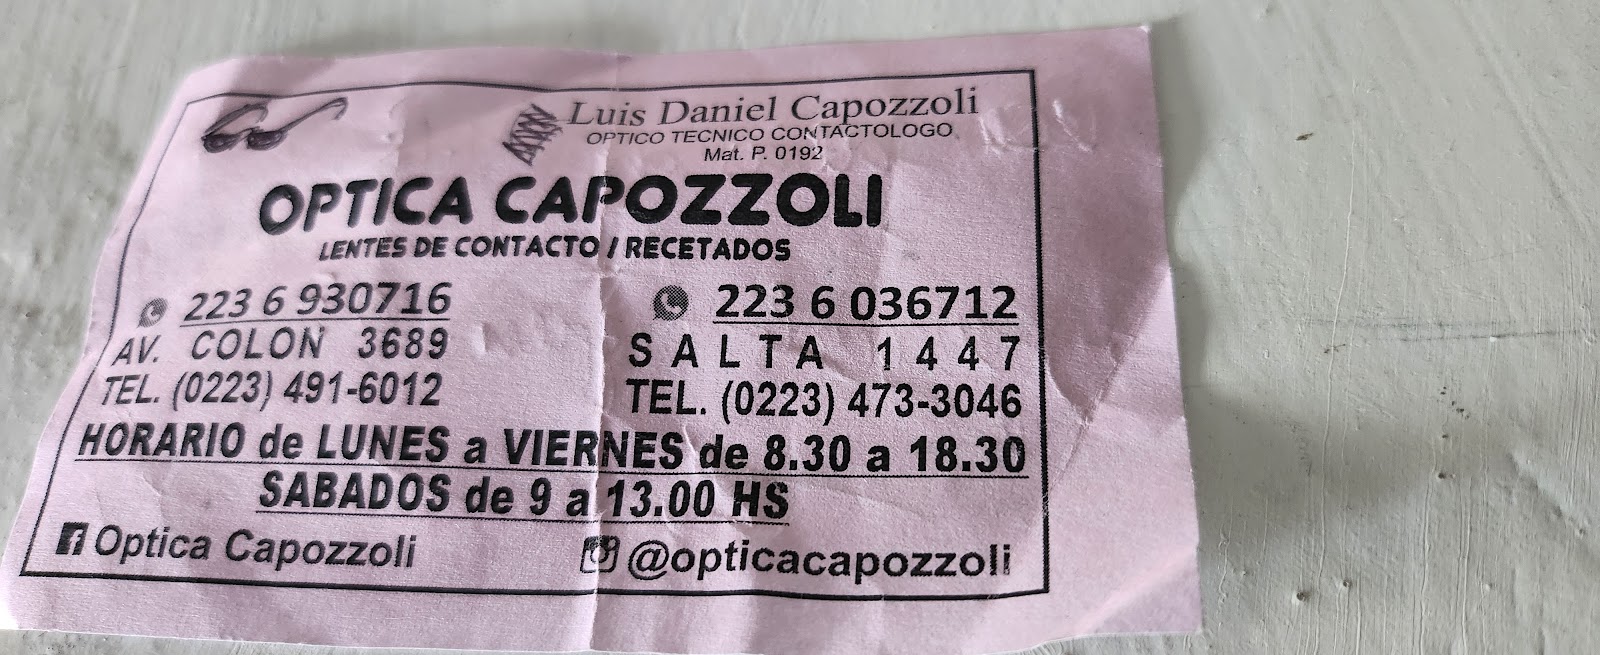 Luis Daniel Capozzoli
OPTICO TECNICO CONTACTOLOGO
Mat. P. 0192
OPTICA CAPOZZOLI
LENTES DE CONTACTO / RECETADOS
223 6 930716
AV. COLON 3689
TEL. (0223) 491-6012
223 6 036712
SALTA 1447
TEL. (0223) 473-3046
HORARIO de LUNES a VIERNES de 8.30 a 18.30
SABADOS de 9 a 13.00 HS
Optica Capozzoli
@opticacapozzoli